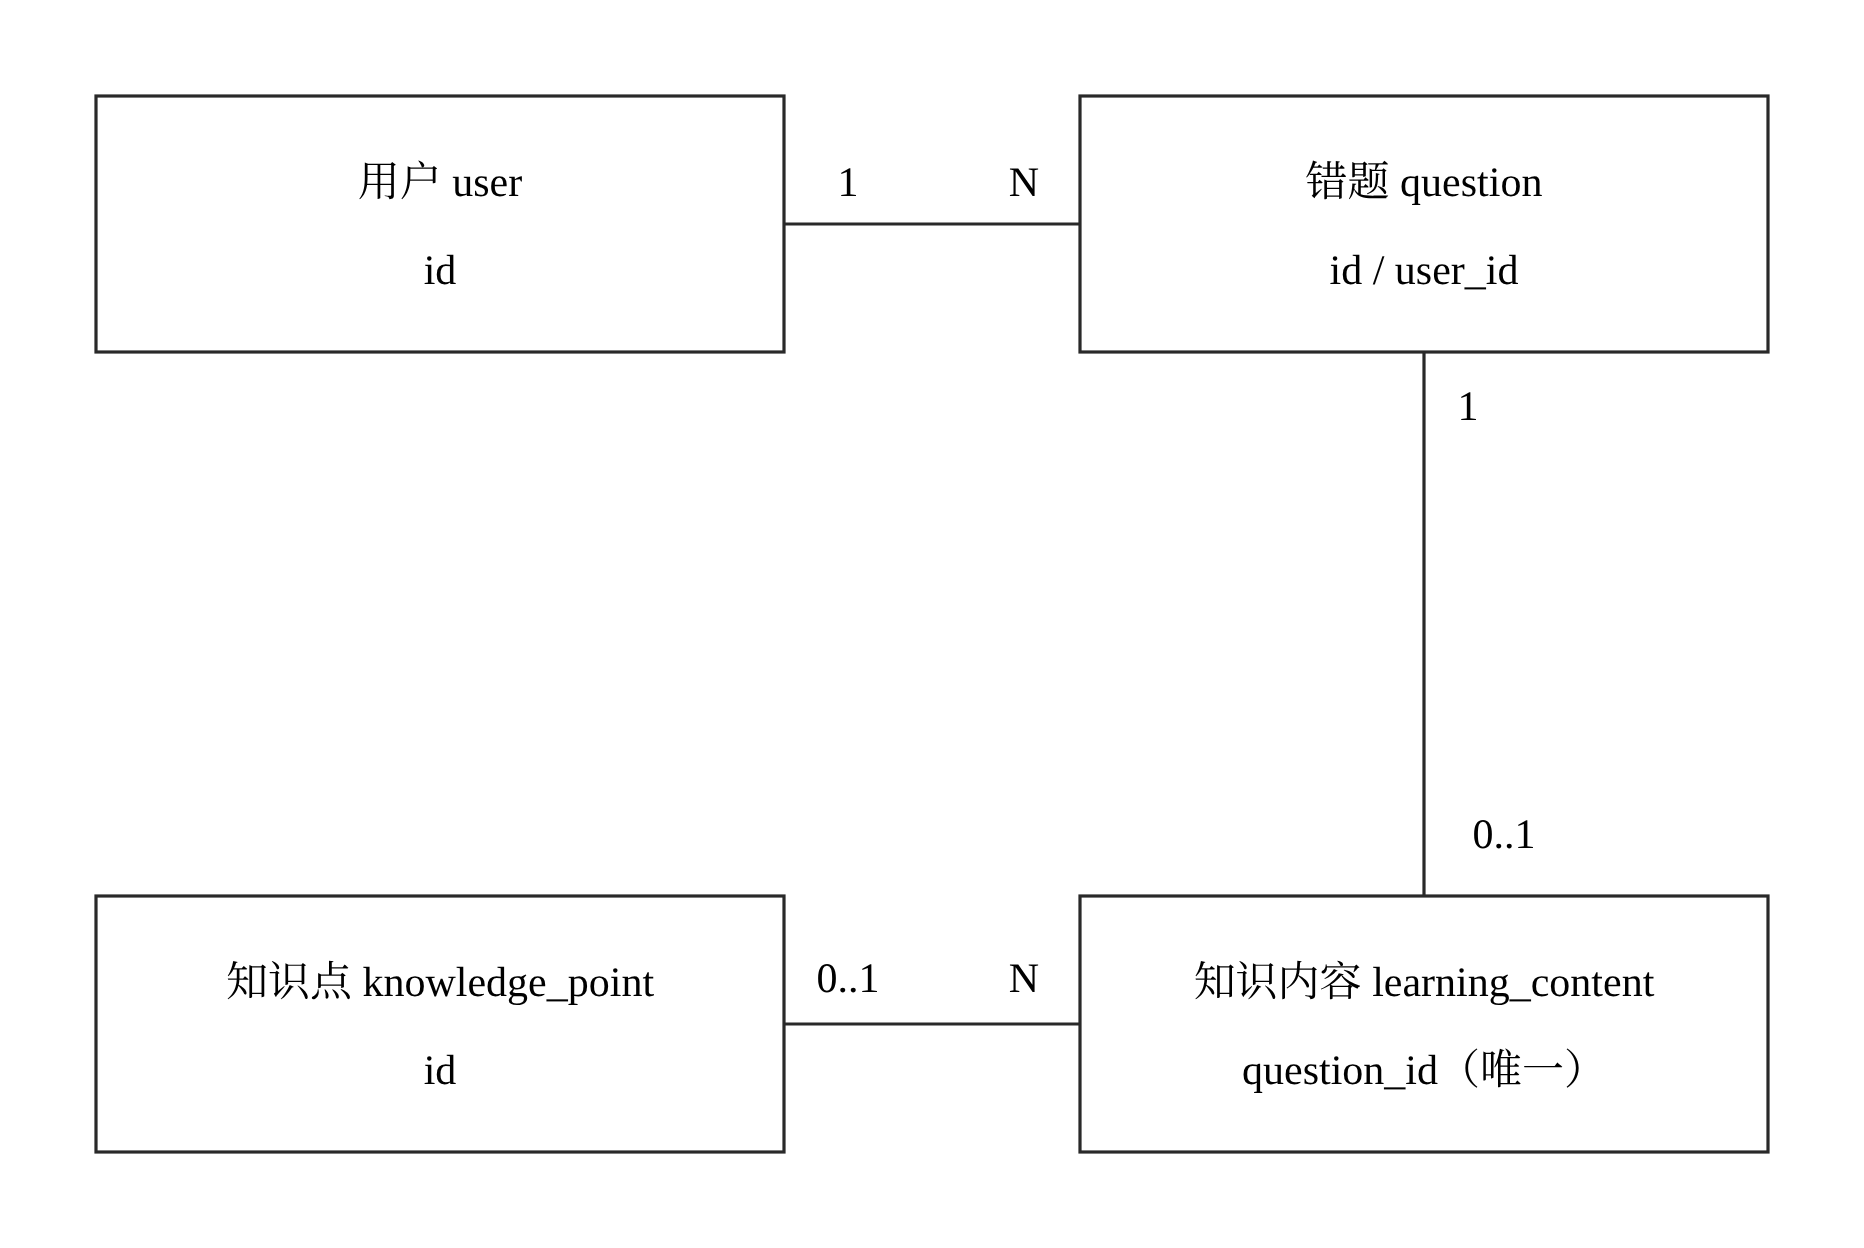 用户 user
id
1
N
错题 question
id / user_id
1
0..1
知识点 knowledge_point
id
0..1
N
知识内容 learning_content
question_id（唯一）